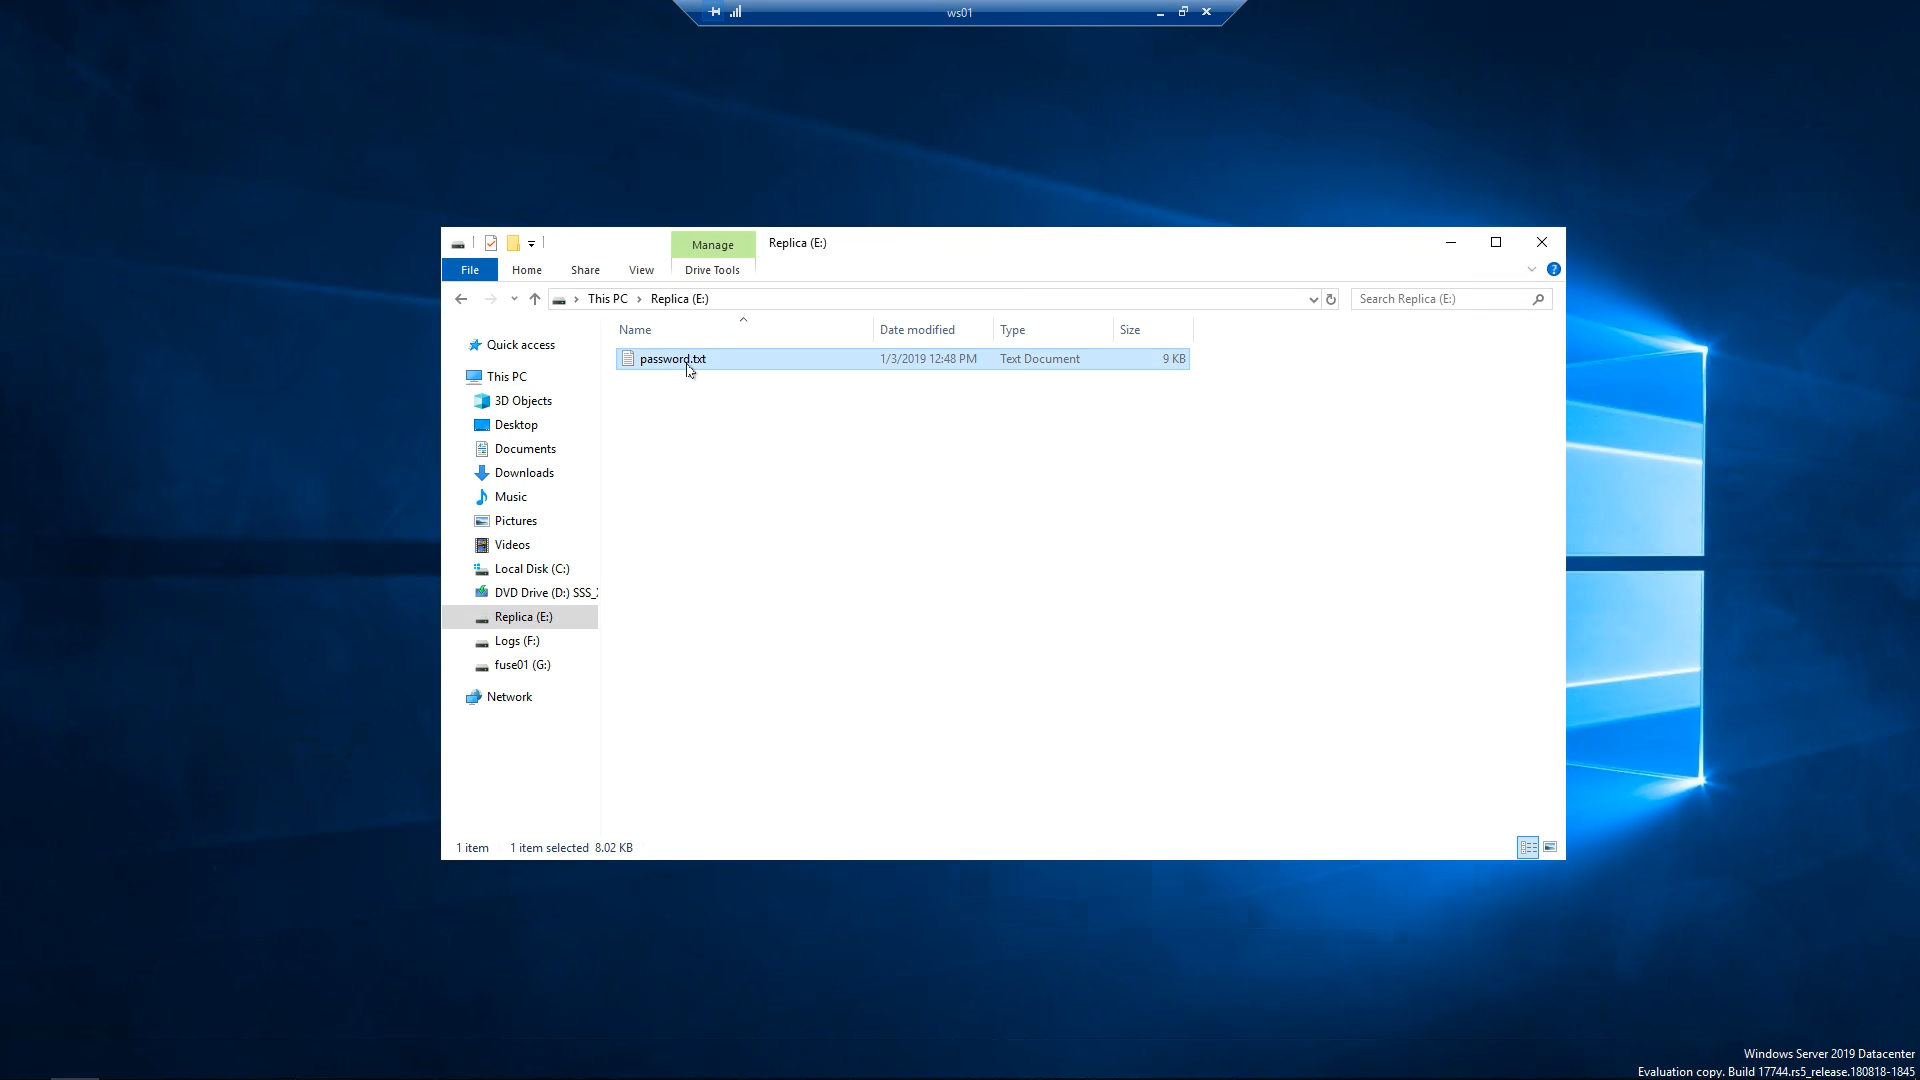 ws01
Manage
Replica (E:)
File
Home
Share
View
Drive Tools
This PC
Replica (E:)
Search Replica (E:)
Name
Date modified
Type
Size
password.txt
1/3/2019 12:48 PM
Text Document
9 KB
Quick access
This PC
3D Objects
Desktop
Documents
Downloads
Music
Pictures
Videos
Local Disk (C:)
DVD Drive (D:) SSS_
Replica (E:)
Logs (F:)
fuse01 (G:)
Network
1 item
1 item selected 8.02 KB
Windows Server 2019 Datacenter
Evaluation copy. Build 17744.rs5_release.180818-1845